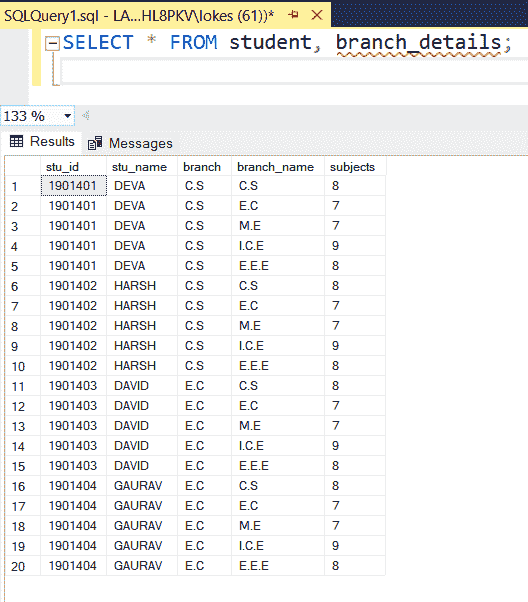 SQLQuery1.sql - LA...HL8PKV\lokes (61))*
SELECT * FROM student, branch_details;
133 %
Results Messages
stu_id stu_name branch branch_name subjects
1 1901401 DEVA C.S C.S 8
2 1901401 DEVA C.S E.C 7
3 1901401 DEVA C.S M.E 7
4 1901401 DEVA C.S I.C.E 9
5 1901401 DEVA C.S E.E.E 8
6 1901402 HARSH C.S C.S 8
7 1901402 HARSH C.S E.C 7
8 1901402 HARSH C.S M.E 7
9 1901402 HARSH C.S I.C.E 9
10 1901402 HARSH C.S E.E.E 8
11 1901403 DAVID E.C C.S 8
12 1901403 DAVID E.C E.C 7
13 1901403 DAVID E.C M.E 7
14 1901403 DAVID E.C I.C.E 9
15 1901403 DAVID E.C E.E.E 8
16 1901404 GAURAV E.C C.S 8
17 1901404 GAURAV E.C E.C 7
18 1901404 GAURAV E.C M.E 7
19 1901404 GAURAV E.C I.C.E 9
20 1901404 GAURAV E.C E.E.E 8